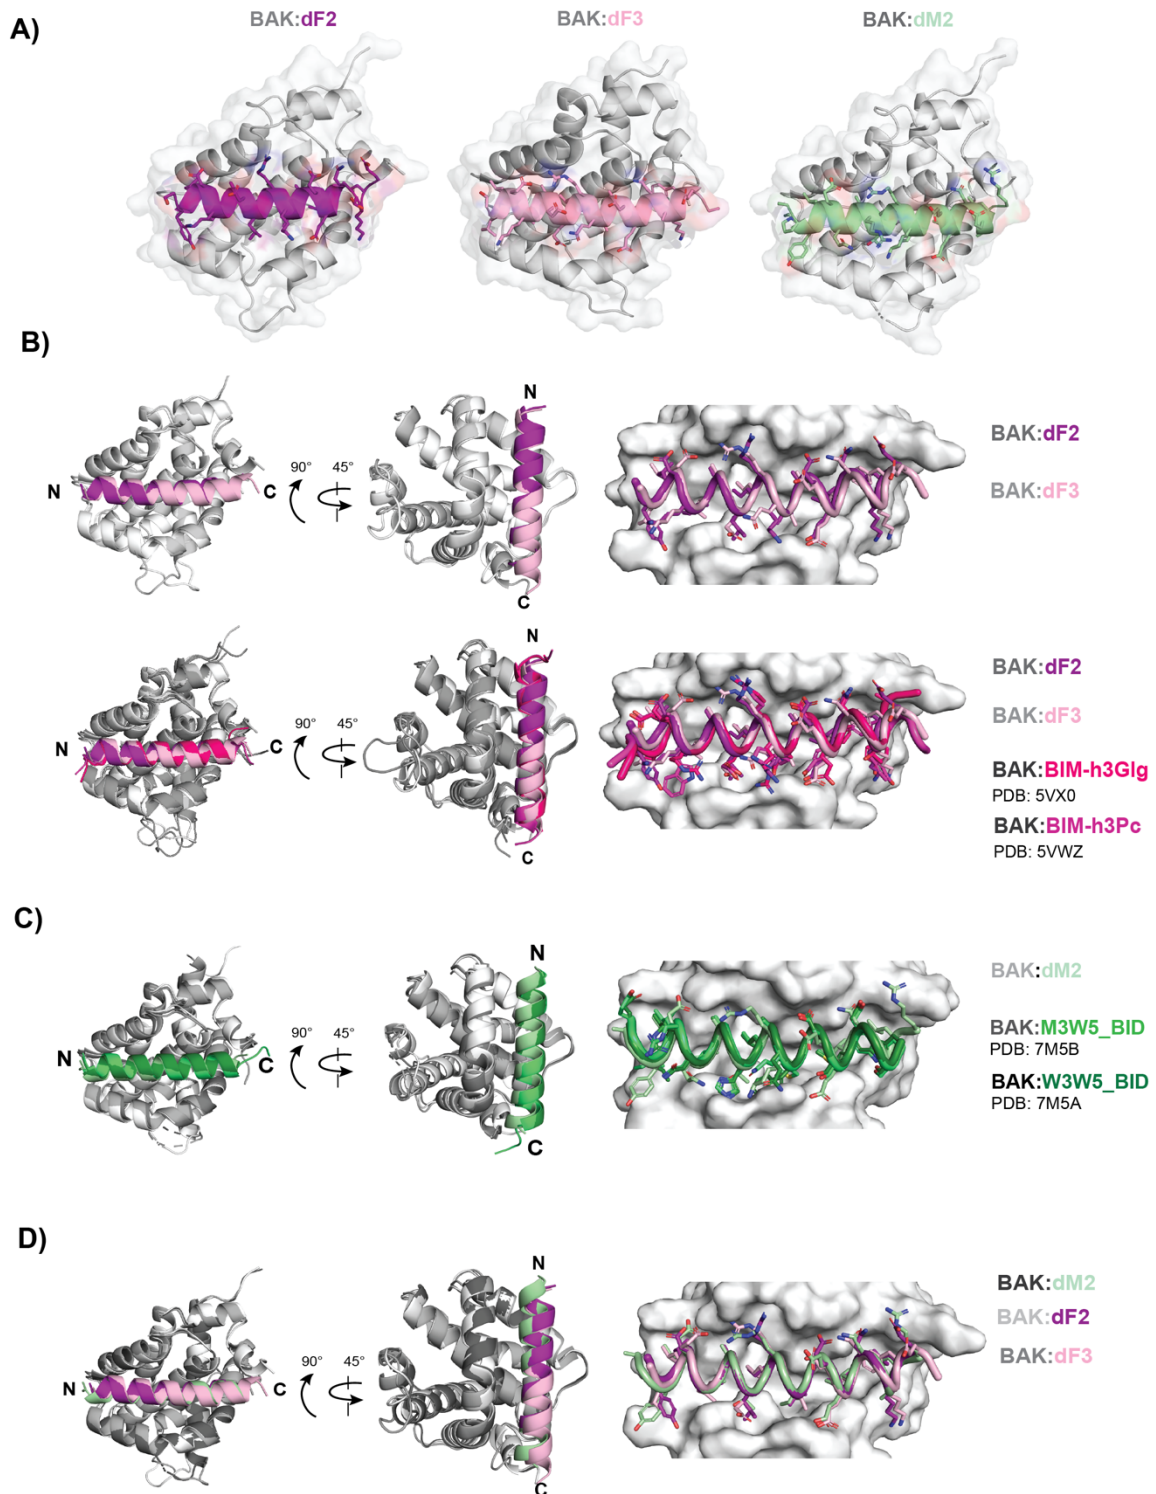 A)
BAK:dF2
BAK:dF3
BAK:dM2
B)
N
C
90°
45°
N
C
BAK:dF2
BAK:dF3
N
C
90°
45°
N
C
BAK:dF2
BAK:dF3
BAK:BIM-h3Glg
PDB: 5VX0
BAK:BIM-h3Pc
PDB: 5VWZ
C)
N
C
90°
45°
N
C
BAK:dM2
BAK:M3W5_BID
PDB: 7M5B
BAK:W3W5_BID
PDB: 7M5A
D)
N
C
90°
45°
N
C
BAK:dM2
BAK:dF2
BAK:dF3